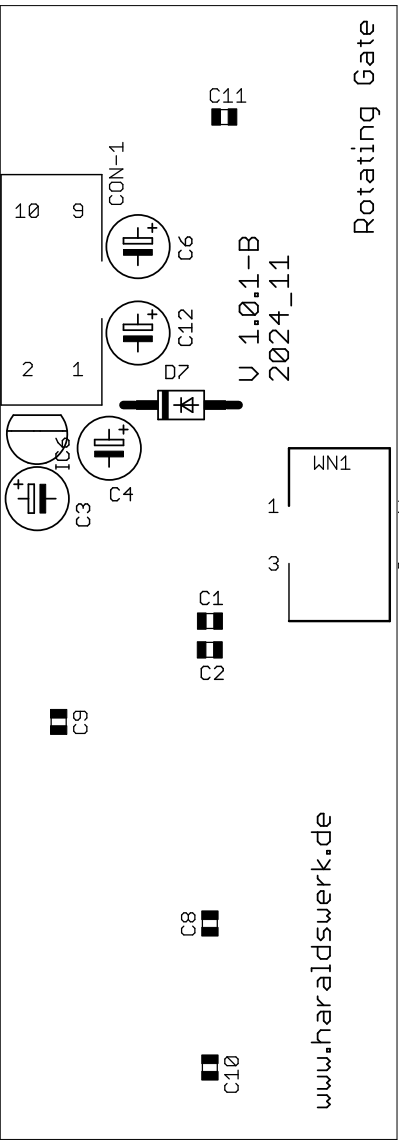 Rotating Gate
C11
CON-1
10 9
C6
V 1.0.1-B
2024_11
C12
2 1
D7
IC6
C4
C3
WN1
1
3
C1
C2
C9
www.haraldswerk.de
C8
C10